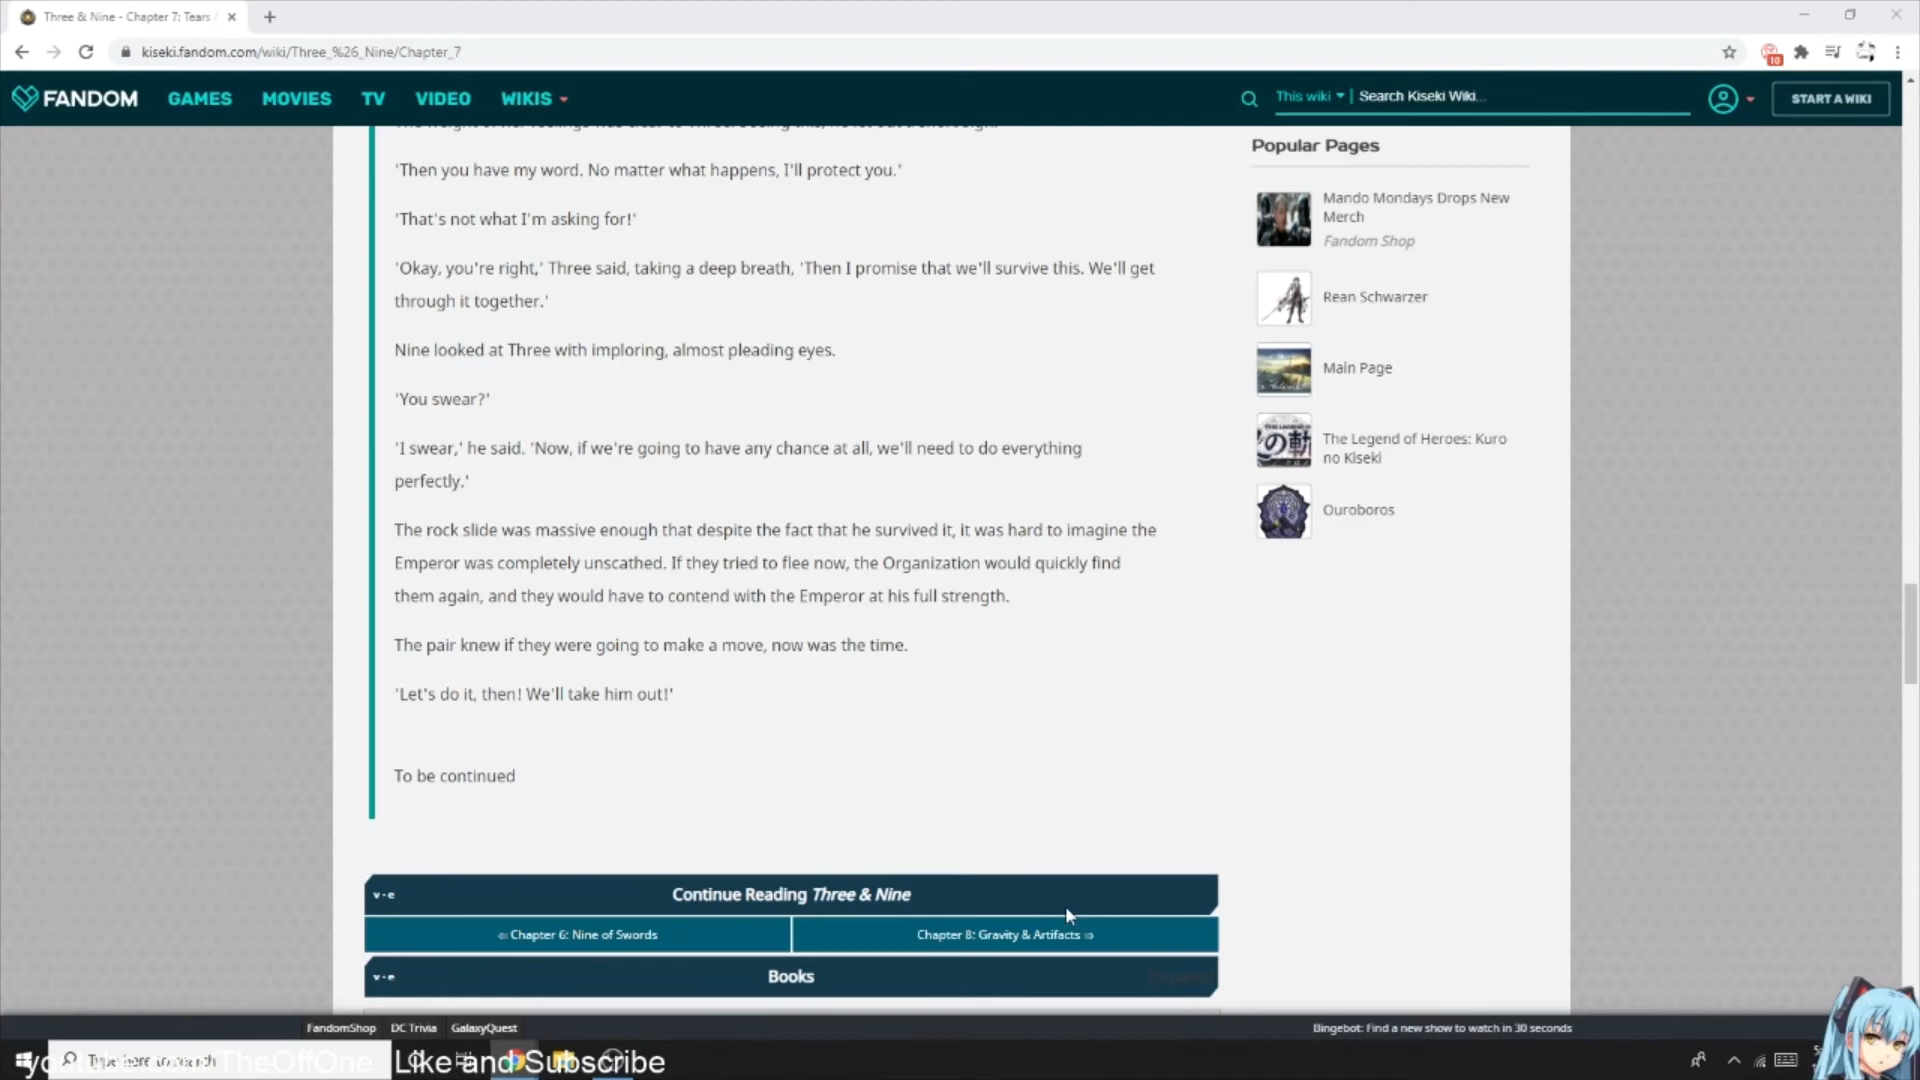 Three & Nine - Chapter 7: Tears
kiseki.fandom.com/wiki/Three_%26_Nine/Chapter_7
10
FANDOM GAMES MOVIES TV VIDEO WIKIS This wiki Search Kiseki Wiki... START A WIKI
'Then you have my word. No matter what happens, I'll protect you.'
'That's not what I'm asking for!'
'Okay, you're right,' Three said, taking a deep breath, 'Then I promise that we'll survive this. We'll get
through it together.'
Nine looked at Three with imploring, almost pleading eyes.
'You swear?'
'I swear,' he said. 'Now, if we're going to have any chance at all, we'll need to do everything
perfectly.'
The rock slide was massive enough that despite the fact that he survived it, it was hard to imagine the
Emperor was completely unscathed. If they tried to flee now, the Organization would quickly find
them again, and they would have to contend with the Emperor at his full strength.
The pair knew if they were going to make a move, now was the time.
'Let's do it, then! We'll take him out!'
To be continued
Popular Pages
Mando Mondays Drops New
Merch
Fandom Shop
Rean Schwarzer
Main Page
The Legend of Heroes: Kuro
no Kiseki
Ouroboros
v - e Continue Reading Three & Nine
⇐ Chapter 6: Nine of Swords
Chapter 8: Gravity & Artifacts ⇒
v - e Books
FandomShop DC Trivia GalaxyQuest
Bingebot: Find a new show to watch in 30 seconds
Type here to search
youtube.com/TheOffOne Like and Subscribe